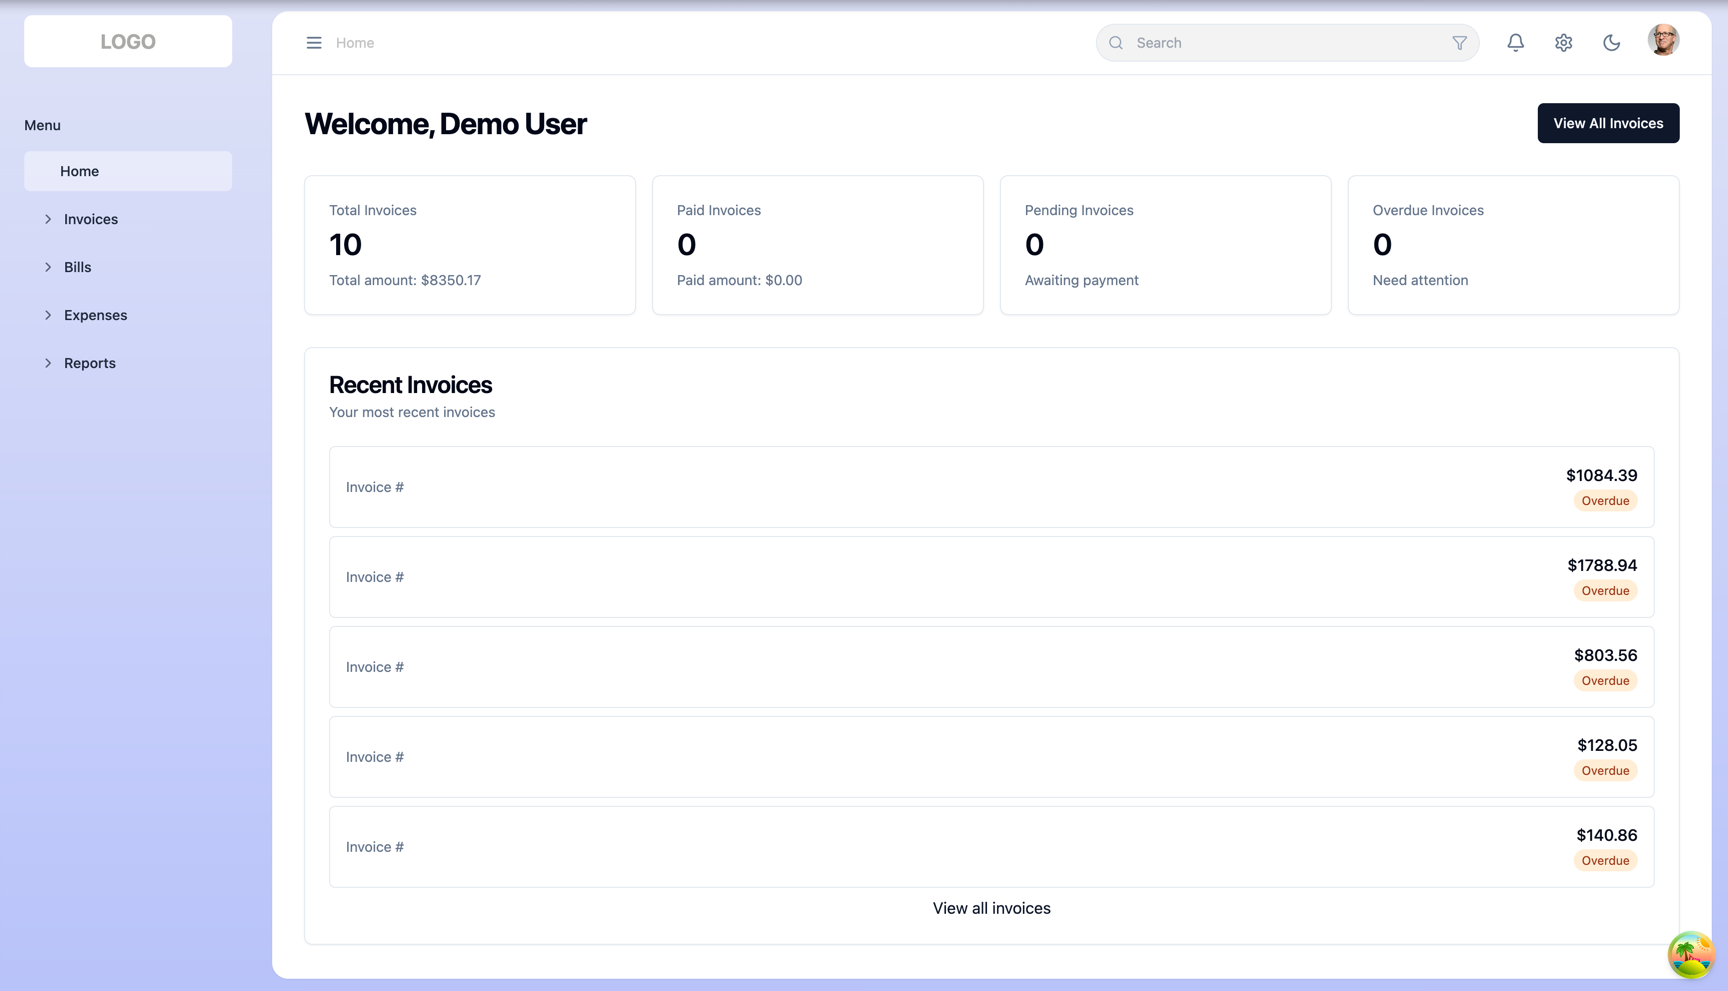 LOGO
Menu
Home
Invoices
Bills
Expenses
Reports
Home
Search
Welcome, Demo User
View All Invoices
Total Invoices
10
Total amount: $8350.17
Paid Invoices
0
Paid amount: $0.00
Pending Invoices
0
Awaiting payment
Overdue Invoices
0
Need attention
Recent Invoices
Your most recent invoices
Invoice #
$1084.39
Overdue
Invoice #
$1788.94
Overdue
Invoice #
$803.56
Overdue
Invoice #
$128.05
Overdue
Invoice #
$140.86
Overdue
View all invoices